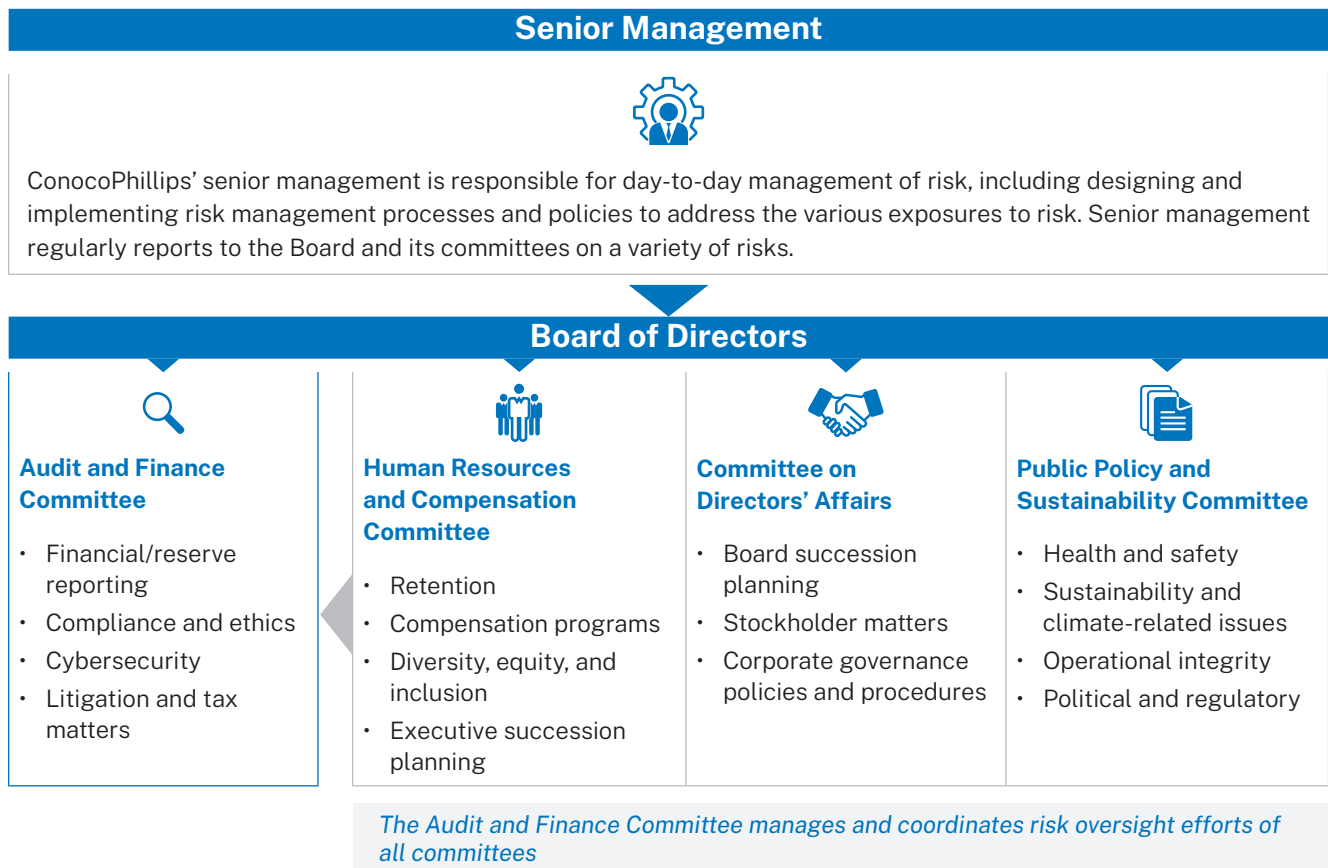 Senior Management
ConocoPhillips’ senior management is responsible for day-to-day management of risk, including designing and
implementing risk management processes and policies to address the various exposures to risk. Senior management
regularly reports to the Board and its committees on a variety of risks.
Board of Directors
Audit and Finance
Committee
• Financial/reserve
reporting
• Compliance and ethics
• Cybersecurity
• Litigation and tax
matters
Human Resources
and Compensation
Committee
• Retention
• Compensation programs
• Diversity, equity, and
inclusion
• Executive succession
planning
Committee on
Directors’ Affairs
• Board succession
planning
• Stockholder matters
• Corporate governance
policies and procedures
Public Policy and
Sustainability Committee
• Health and safety
• Sustainability and
climate-related issues
• Operational integrity
• Political and regulatory
The Audit and Finance Committee manages and coordinates risk oversight efforts of
all committees